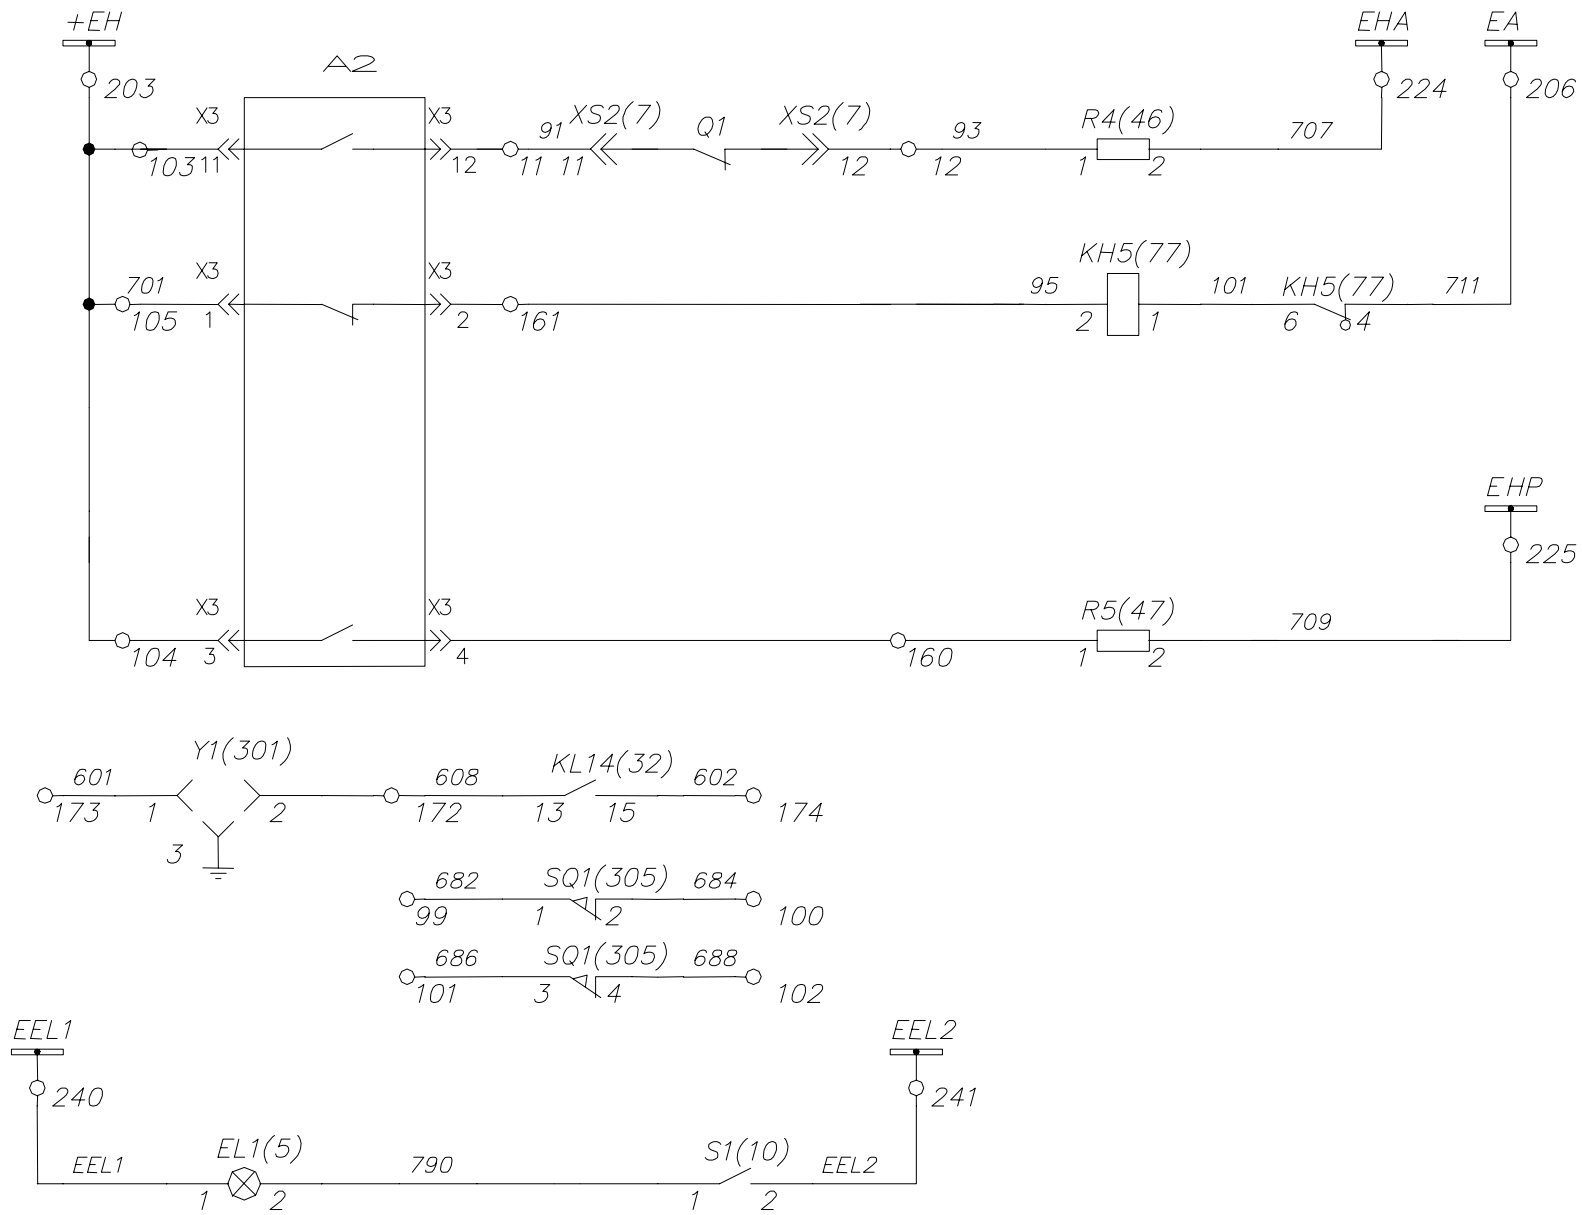 +EH EHA EA
203 A2 224 206
X3 X3 91 XS2(7) Q1 XS2(7) 93 R4(46) 707
103 11 12 11 11 12 12 1 2
701 X3 X3 95 KH5(77) 101 KH5(77) 711
105 1 2 161 2 1 6 4
EHP
225
X3 X3 R5(47) 709
104 3 4 160 1 2
601 Y1(301) 608 KL14(32) 602
173 1 2 172 13 15 174
3
682 SQ1(305) 684
99 1 2 100
686 SQ1(305) 688
101 3 4 102
EEL1 EEL2
240 241
EEL1 EL1(5) 790 S1(10) EEL2
1 2 1 2